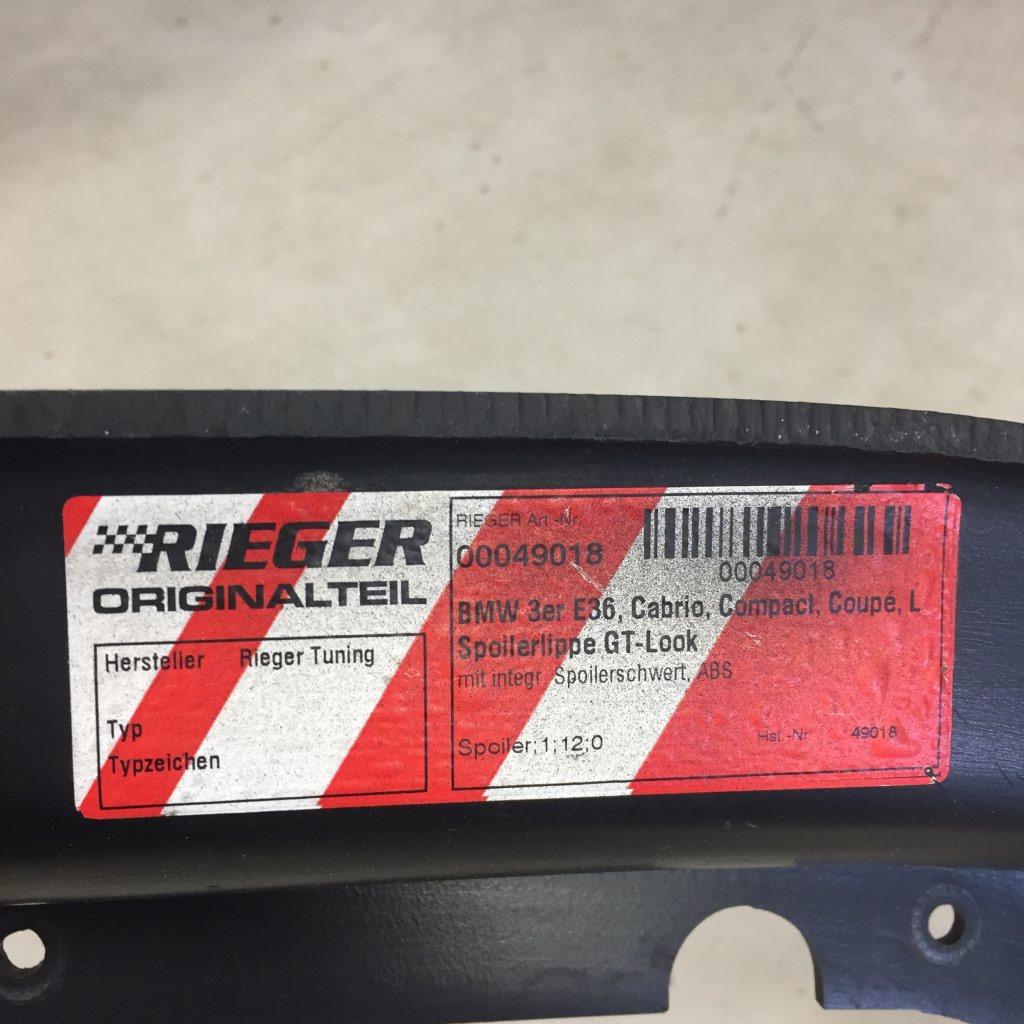 RIEGER
ORIGINALTEIL
Hersteller Rieger Tuning
Typ
Typzeichen
RIEGER Art.-Nr.
00049018
00049018
BMW 3er E36, Cabrio, Compact, Coupé, L
Spoilerlippe GT-Look
mit integr. Spoilerschwert, ABS
Spoiler;1;12;0
Hst.-Nr. 49018